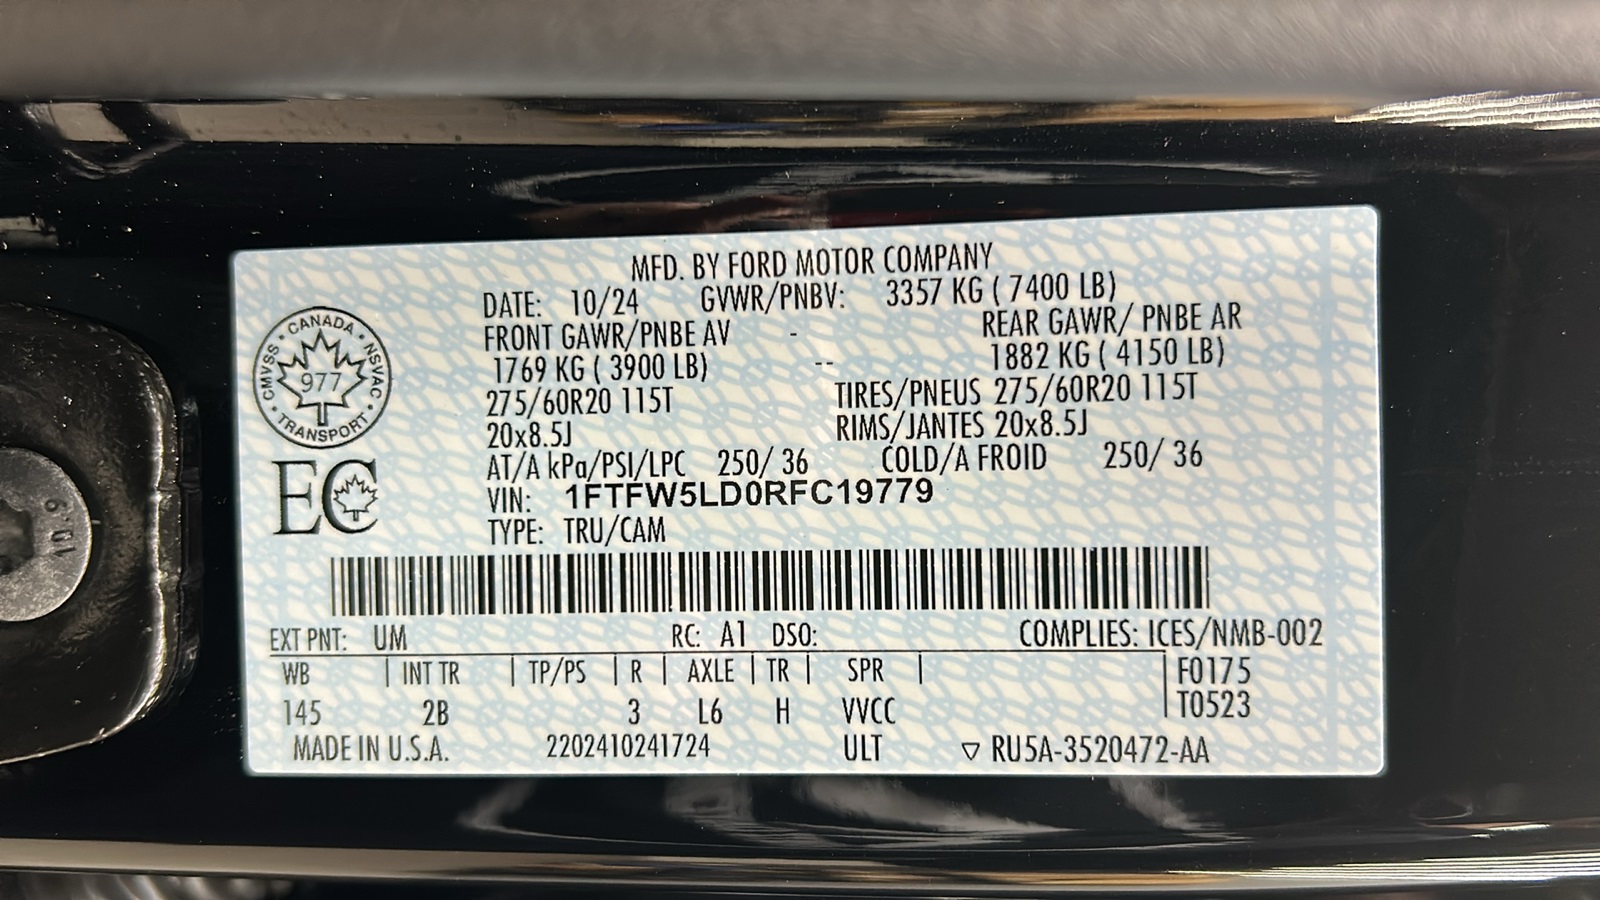 MFD. BY FORD MOTOR COMPANY
DATE: 10/24 GVWR/PNBV: 3357 KG ( 7400 LB)
FRONT GAWR/PNBE AV - REAR GAWR/ PNBE AR
1769 KG ( 3900 LB) -- 1882 KG ( 4150 LB)
275/60R20 115T TIRES/PNEUS 275/60R20 115T
20x8.5J RIMS/JANTES 20x8.5J
AT/A kPa/PSI/LPC 250/ 36 COLD/A FROID 250/ 36
VIN: 1FTFW5LD0RFC19779
TYPE: TRU/CAM
CANADA
CMVSS
NSVAC
977
TRANSPORT
EC
10.9
EXT PNT: UM RC: A1 DSO: COMPLIES: ICES/NMB-002
WB INT TR TP/PS R AXLE TR SPR F0175
145 2B 3 L6 H VVCC T0523
MADE IN U.S.A. 2202410241724 ULT ▽ RU5A-3520472-AA